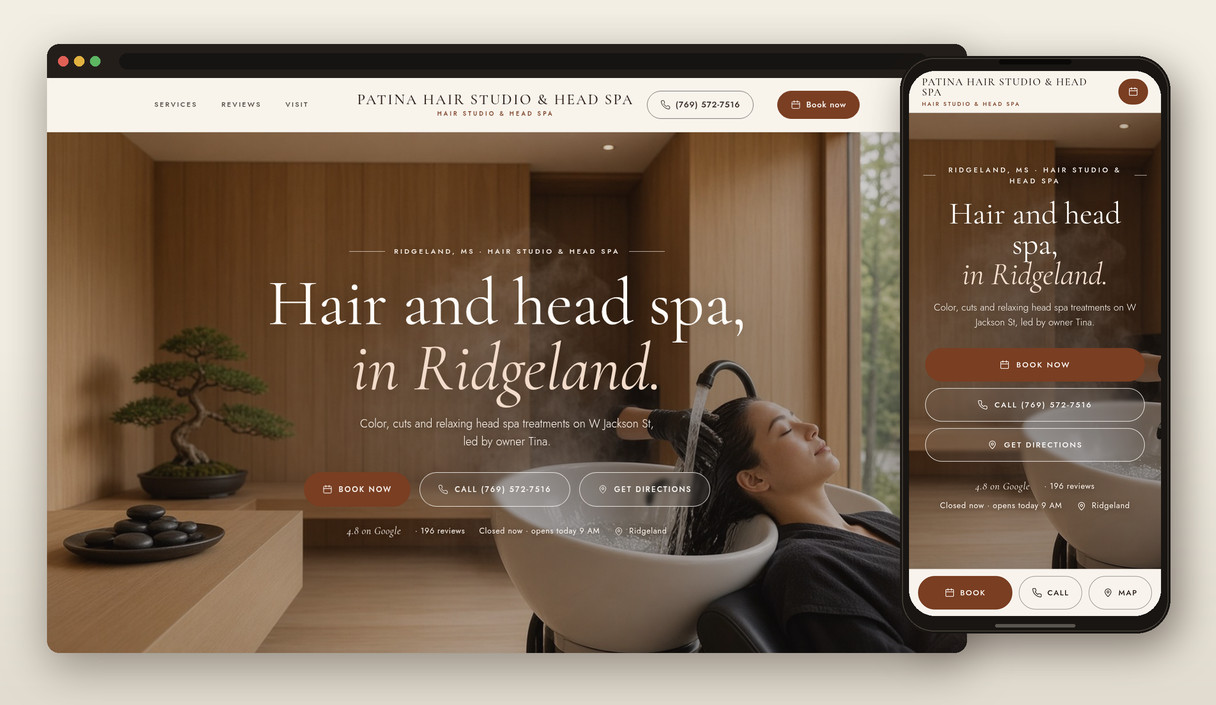 SERVICES REVIEWS VISIT
PATINA HAIR STUDIO & HEAD SPA
HAIR STUDIO & HEAD SPA
(769) 572-7516
Book now
RIDGELAND, MS · HAIR STUDIO & HEAD SPA
Hair and head spa,
in Ridgeland.
Color, cuts and relaxing head spa treatments on W Jackson St,
led by owner Tina.
BOOK NOW
CALL (769) 572-7516
GET DIRECTIONS
4.8 on Google · 196 reviews Closed now · opens today 9 AM Ridgeland
PATINA HAIR STUDIO & HEAD
SPA
HAIR STUDIO & HEAD SPA
RIDGELAND, MS · HAIR STUDIO &
HEAD SPA
Hair and head
spa,
in Ridgeland.
Color, cuts and relaxing head spa treatments on W
Jackson St, led by owner Tina.
BOOK NOW
CALL (769) 572-7516
GET DIRECTIONS
4.8 on Google · 196 reviews
Closed now · opens today 9 AM Ridgeland
BOOK CALL MAP